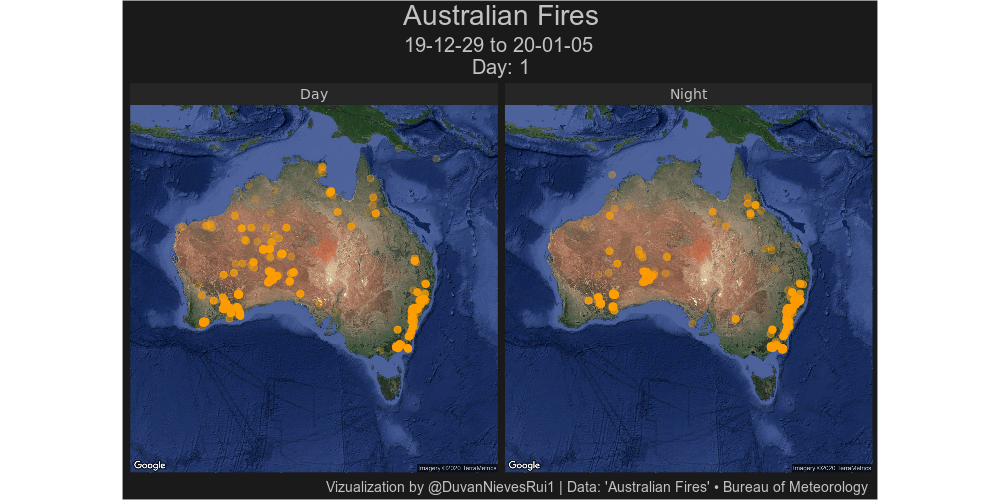 Australian Fires
19-12-29 to 20-01-05
Day: 1
Day
Night
Google
Imagery ©2020 TerraMetrics
Google
Imagery ©2020 TerraMetrics
Vizualization by @DuvanNievesRui1 | Data: 'Australian Fires' • Bureau of Meteorology